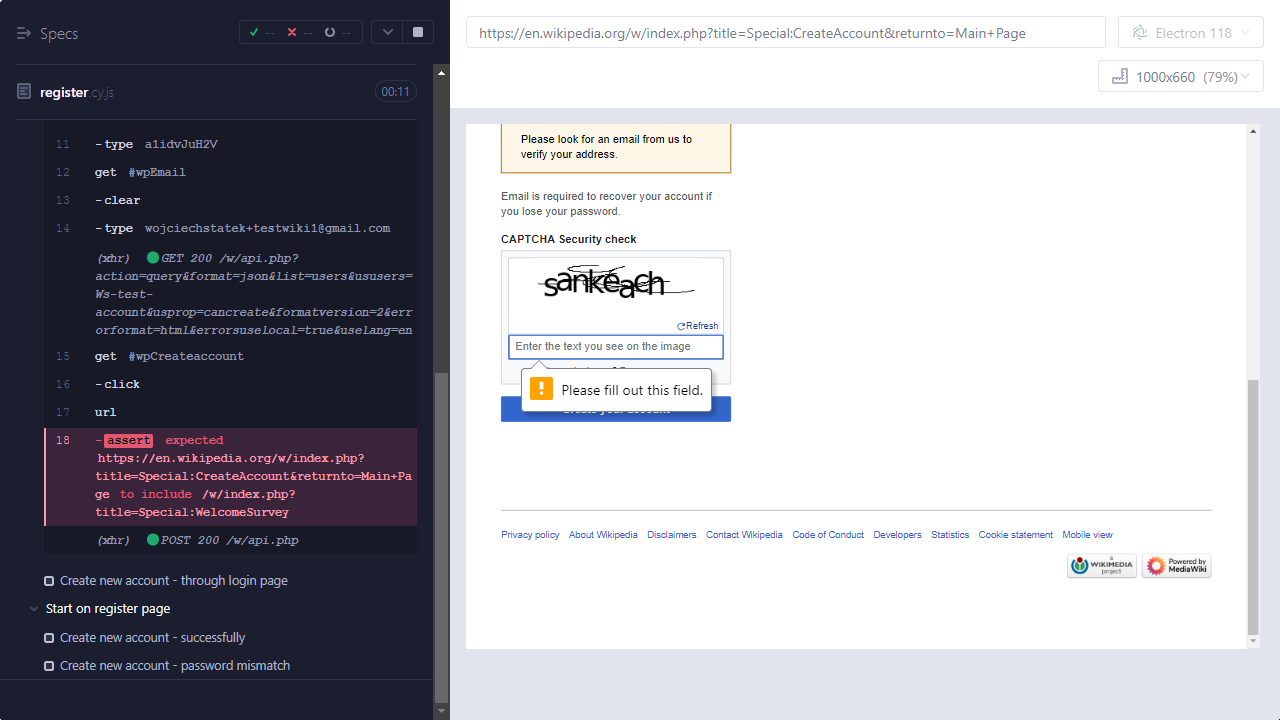 Specs
-- -- --
register.cy.js
00:11
11 - type a1idvJuH2V
12 get #wpEmail
13 - clear
14 - type wojciechstatek+testwiki1@gmail.com
(xhr) GET 200 /w/api.php?
action=query&format=json&list=users&ususers=
Ws-test-
account&usprop=cancreate&formatversion=2&err
orformat=html&errorsuselocal=true&uselang=en
15 get #wpCreateaccount
16 - click
17 url
18 - assert expected
https://en.wikipedia.org/w/index.php?
title=Special:CreateAccount&returnto=Main+Pa
ge to include /w/index.php?
title=Special:WelcomeSurvey
(xhr) POST 200 /w/api.php
Create new account - through login page
Start on register page
Create new account - successfully
Create new account - password mismatch
https://en.wikipedia.org/w/index.php?title=Special:CreateAccount&returnto=Main+Page
Electron 118
1000x660 (79%)
Please look for an email from us to
verify your address.
Email is required to recover your account if
you lose your password.
CAPTCHA Security check
sankeach
Refresh
Enter the text you see on the image
Please fill out this field.
Privacy policy About Wikipedia Disclaimers Contact Wikipedia Code of Conduct Developers Statistics Cookie statement Mobile view
A WIKIMEDIA project
Powered by MediaWiki